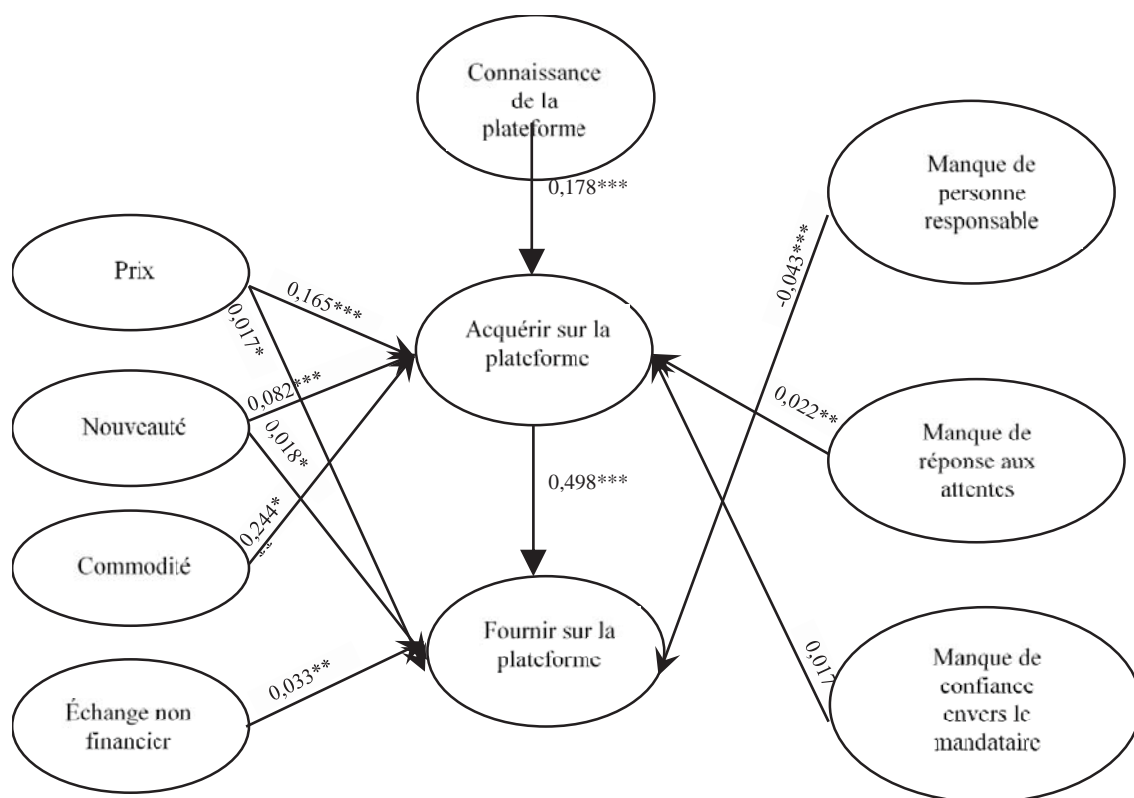 Connaissance
de la
plateforme
0,178***
Manque de
personne
responsable
-0,043***
Prix
0,165***
0,017*
Acquérir sur la
plateforme
Nouveauté
0,082***
0,018*
0,022**
Manque de
réponse aux
attentes
0,498***
Commodité
0,244*
**
Fournir sur la
plateforme
Échange non
financier
0,033**
0,017
Manque de
confiance
envers le
mandataire